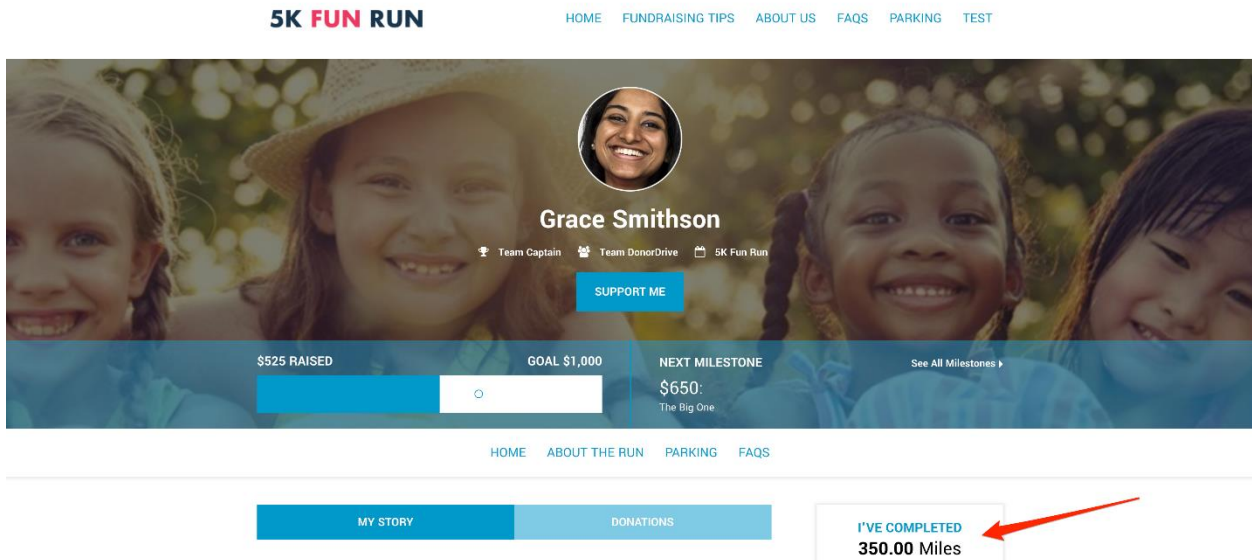 5K FUN RUN
HOME FUNDRAISING TIPS ABOUT US FAQS PARKING TEST
Grace Smithson
Team Captain Team DonorDrive 5K Fun Run
SUPPORT ME
$525 RAISED GOAL $1,000
NEXT MILESTONE See All Milestones
$650:
The Big One
HOME ABOUT THE RUN PARKING FAQS
MY STORY DONATIONS
I'VE COMPLETED
350.00 Miles